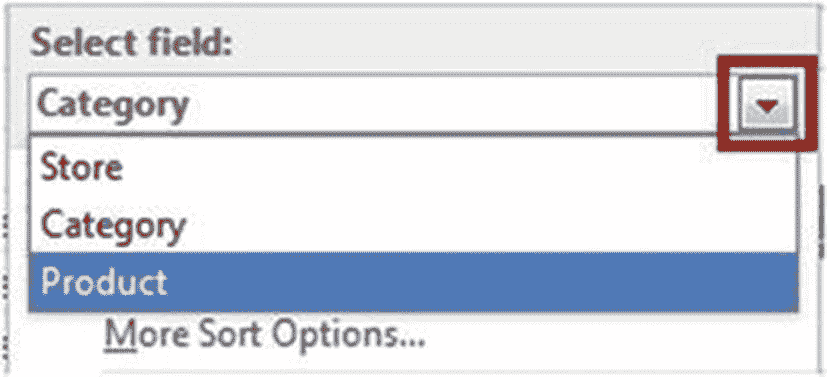 Select field:
Category
Store
Category
Product
More Sort Options...